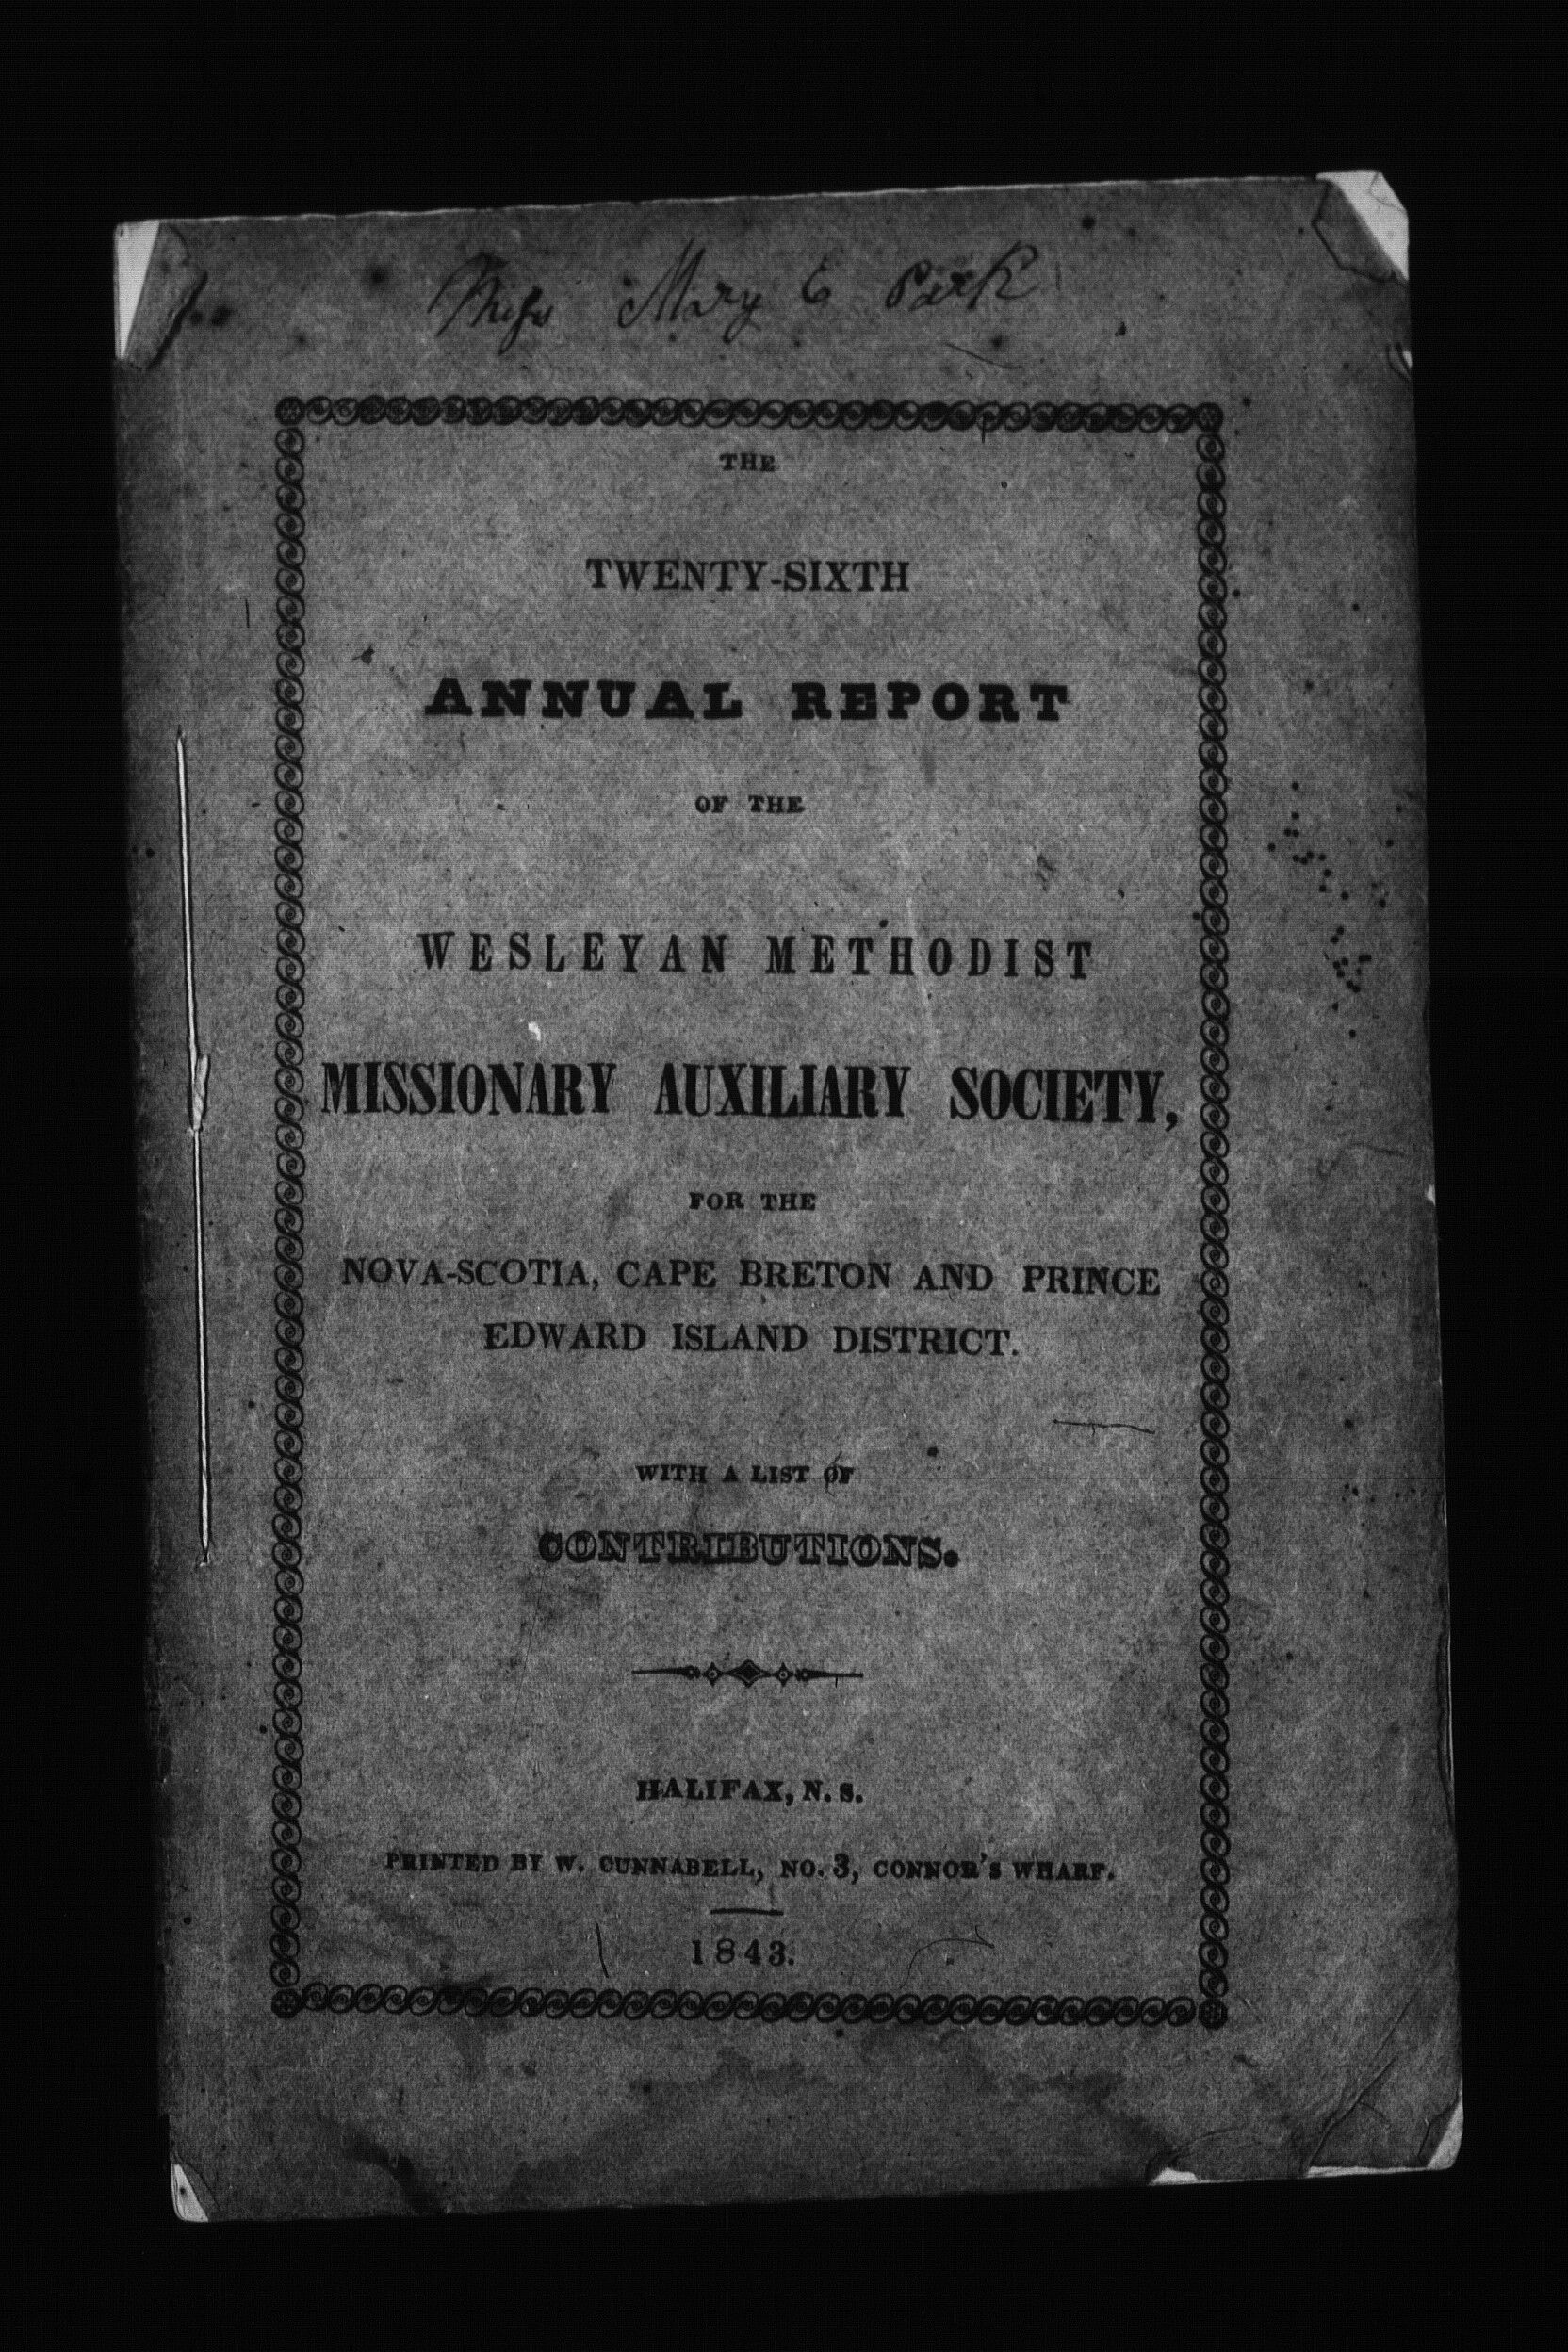 Miss Mary C Park
THE
TWENTY-SIXTH
ANNUAL REPORT
OF THE
WESLEYAN METHODIST
MISSIONARY AUXILIARY SOCIETY,
FOR THE
NOVA-SCOTIA, CAPE BRETON AND PRINCE
EDWARD ISLAND DISTRICT.
WITH A LIST OF
CONTRIBUTIONS.
HALIFAX, N. S.
PRINTED BY W. CUNNABELL, NO. 3, CONNOR'S WHARF.
1843.